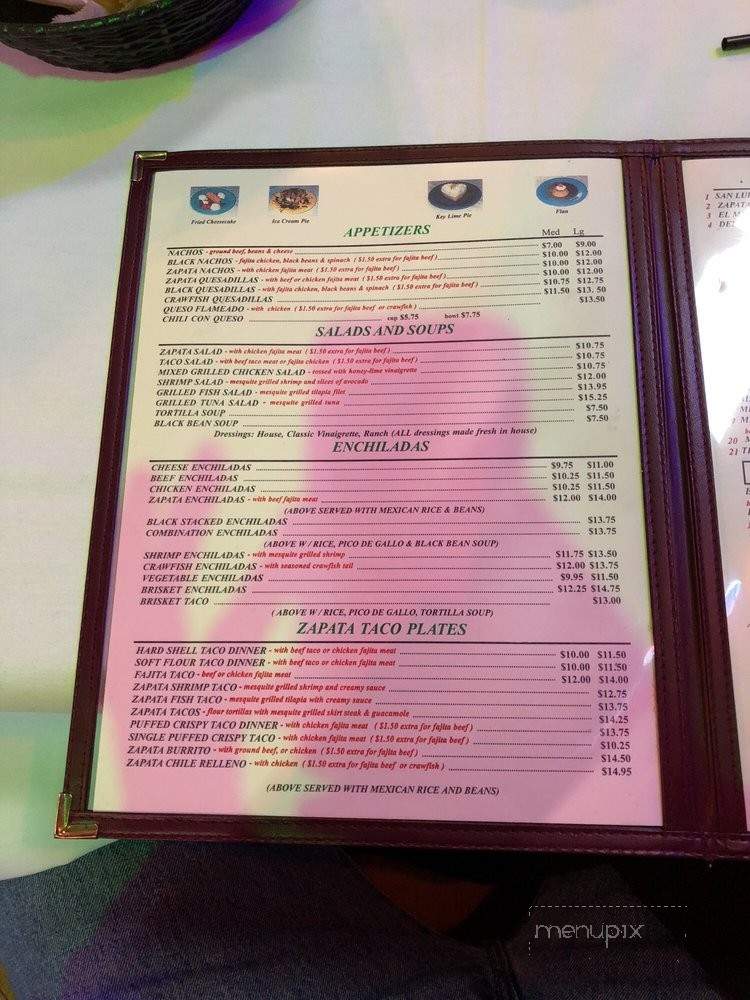 Fried Cheesecake Ice Cream Pie Key Lime Pie Flan
APPETIZERS
Med Lg
NACHOS - ground beef, beans & cheese $7.00 $9.00
BLACK NACHOS - fajita chicken, black beans & spinach ( $1.50 extra for fajita beef ) $10.00 $12.00
ZAPATA NACHOS - with chicken fajita meat ( $1.50 extra for fajita beef ) $10.00 $12.00
ZAPATA QUESADILLAS - with beef or chicken fajita meat ( $1.50 extra for fajita beef ) $10.00 $12.00
BLACK QUESADILLAS - with fajita chicken, black beans & spinach ( $1.50 extra for fajita beef ) $10.75 $12.75
CRAWFISH QUESADILLAS $11.50 $13.50
QUESO FLAMEADO - with chicken ( $1.50 extra for fajita beef or crawfish ) $13.50
CHILI CON QUESO cup $5.75 bowl $7.75
SALADS AND SOUPS
ZAPATA SALAD - with chicken fajita meat ( $1.50 extra for fajita beef ) $10.75
TACO SALAD - with beef taco meat or fajita chicken ( $1.50 extra for fajita beef ) $10.75
MIXED GRILLED CHICKEN SALAD - tossed with honey-lime vinaigrette $10.75
SHRIMP SALAD - mesquite grilled shrimp and slices of avocado $12.00
GRILLED FISH SALAD - mesquite grilled tilapia filet $13.95
GRILLED TUNA SALAD - mesquite grilled tuna $15.25
TORTILLA SOUP $7.50
BLACK BEAN SOUP $7.50
Dressings: House, Classic Vinaigrette, Ranch (ALL dressings made fresh in house)
ENCHILADAS
CHEESE ENCHILADAS $9.75 $11.00
BEEF ENCHILADAS $10.25 $11.50
CHICKEN ENCHILADAS $10.25 $11.50
ZAPATA ENCHILADAS - with beef fajita meat $12.00 $14.00
(ABOVE SERVED WITH MEXICAN RICE & BEANS)
BLACK STACKED ENCHILADAS $13.75
COMBINATION ENCHILADAS $13.75
(ABOVE W / RICE, PICO DE GALLO & BLACK BEAN SOUP)
SHRIMP ENCHILADAS - with mesquite grilled shrimp $11.75 $13.50
CRAWFISH ENCHILADAS - with seasoned crawfish tail $12.00 $13.75
VEGETABLE ENCHILADAS $9.95 $11.50
BRISKET ENCHILADAS $12.25 $14.75
BRISKET TACO $13.00
( ABOVE W / RICE, PICO DE GALLO, TORTILLA SOUP)
ZAPATA TACO PLATES
HARD SHELL TACO DINNER - with beef taco or chicken fajita meat $10.00 $11.50
SOFT FLOUR TACO DINNER - with beef taco or chicken fajita meat $10.00 $11.50
FAJITA TACO - beef or chicken fajita meat $12.00 $14.00
ZAPATA SHRIMP TACO - mesquite grilled shrimp and creamy sauce $12.75
ZAPATA FISH TACO - mesquite grilled tilapia with creamy sauce $13.75
ZAPATA TACOS - flour tortillas with mesquite grilled skirt steak & guacamole $14.25
PUFFED CRISPY TACO DINNER - with chicken fajita meat ( $1.50 extra for fajita beef ) $13.75
SINGLE PUFFED CRISPY TACO - with chicken fajita meat ( $1.50 extra for fajita beef ) $10.25
ZAPATA BURRITO - with ground beef, or chicken ( $1.50 extra for fajita beef ) $14.50
ZAPATA CHILE RELLENO - with chicken ( $1.50 extra for fajita beef or crawfish ) $14.95
(ABOVE SERVED WITH MEXICAN RICE AND BEANS)
1 SAN
2 ZAPATA
3 EL
4
20
21
menupix